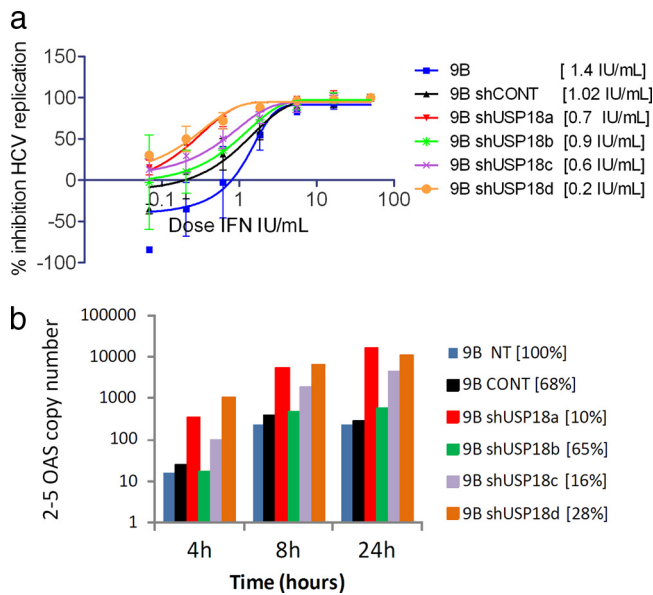 a
% inhibition HCV replication
150
100
50
0
-50
-100
0.1
1
10
100
Dose IFN IU/mL
9B [ 1.4 IU/mL]
9B shCONT [1.02 IU/mL]
9B shUSP18a [0.7 IU/mL]
9B shUSP18b [0.9 IU/mL]
9B shUSP18c [0.6 IU/mL]
9B shUSP18d [0.2 IU/mL]
b
2-5 OAS copy number
100000
10000
1000
100
10
1
4h
8h
24h
Time (hours)
9B NT [100%]
9B CONT [68%]
9B shUSP18a [10%]
9B shUSP18b [65%]
9B shUSP18c [16%]
9B shUSP18d [28%]